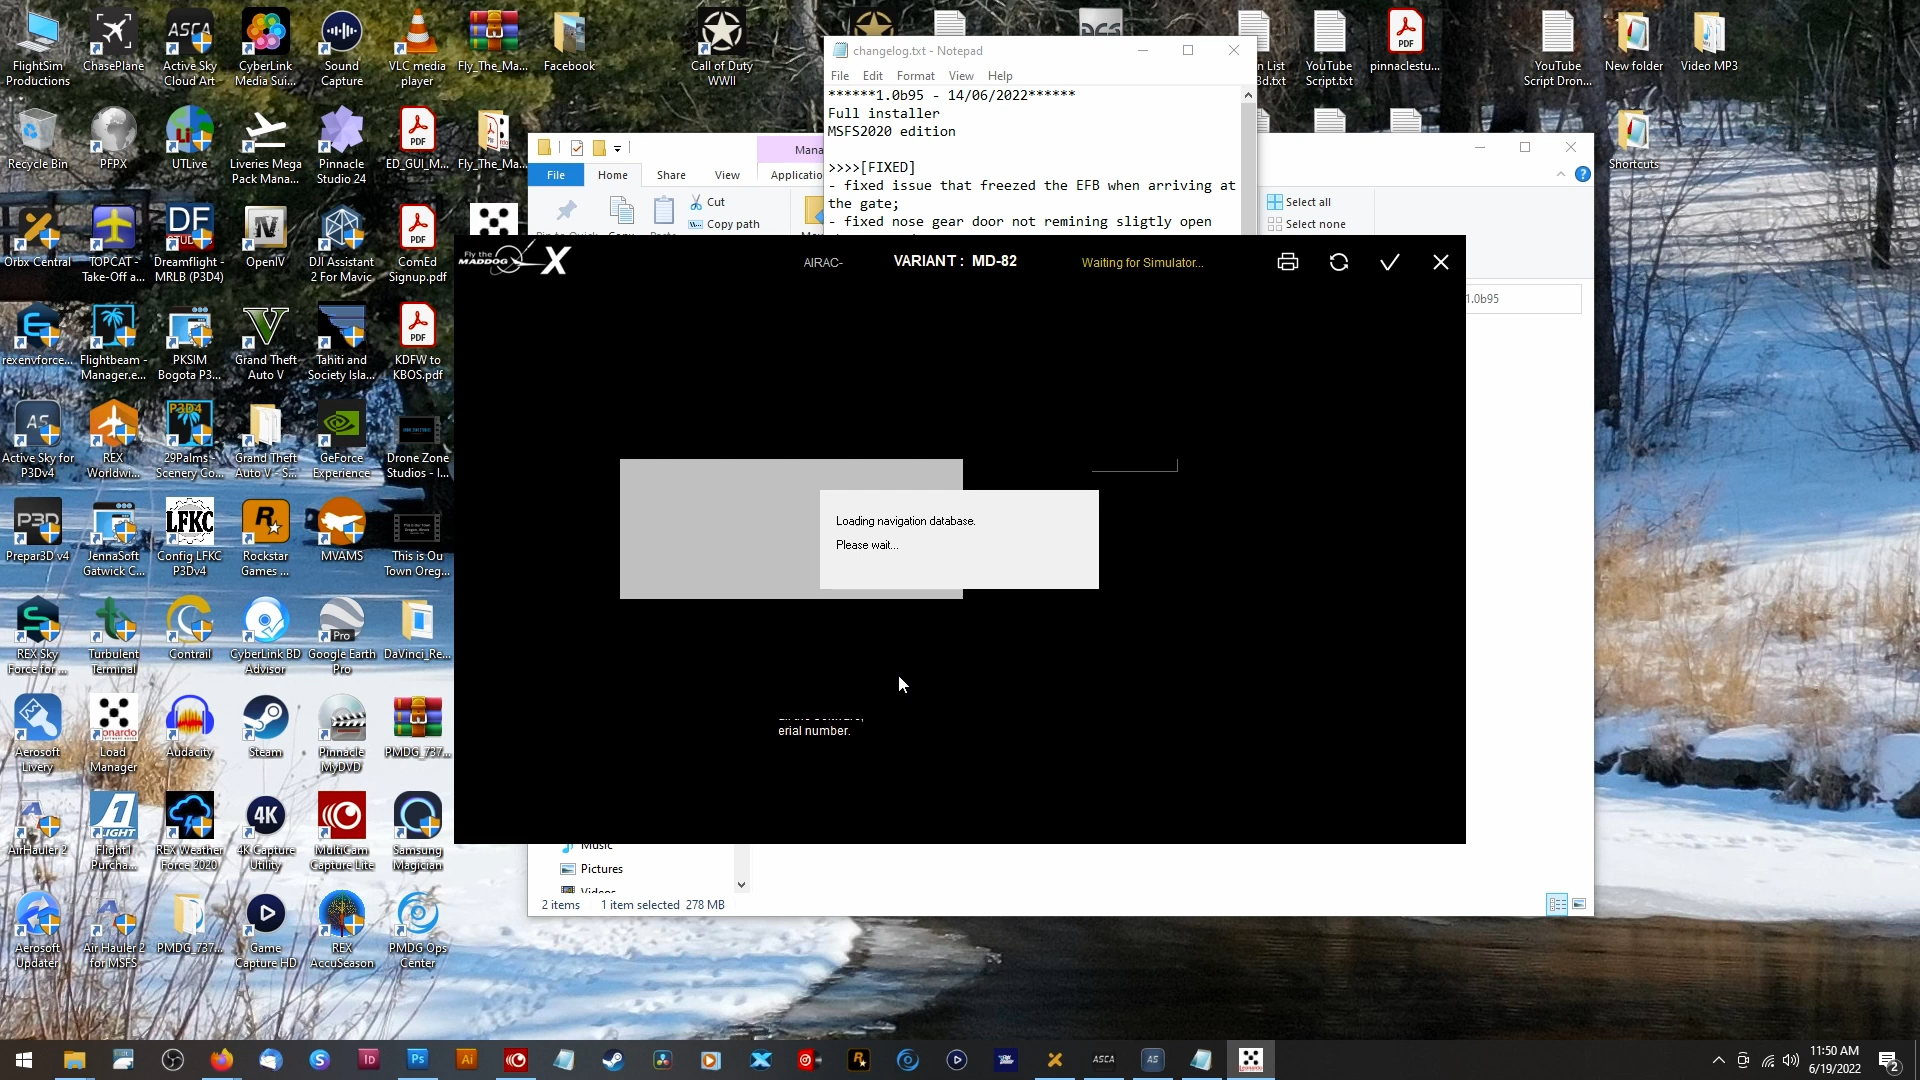 FlightSim
Productions
ChasePlane
Active Sky
Cloud Art
CyberLink
Media Sui...
Sound
Capture
VLC media
player
Fly_The_Ma...
Facebook
Call of Duty
WWII
YouTube
Script.txt
pinnaclestu...
YouTube
Script Dron...
New folder
Video MP3
Recycle Bin
PFPX
UTLive
Liveries Mega
Pack Mana...
Pinnacle
Studio 24
ED_GUI_M...
Fly_The_Ma...
Shortcuts
Orbx Central
TOPCAT -
Take-Off a...
Dreamflight -
MRLB (P3D4)
OpenIV
DJI Assistant
2 For Mavic
ComEd
Signup.pdf
rexenvforce...
Flightbeam -
Manager.e...
PKSIM
Bogota P3...
Grand Theft
Auto V
Tahiti and
Society Isla...
KDFW to
KBOS.pdf
Active Sky for
P3Dv4
REX
Worldwi...
29Palms -
Scenery Co...
Grand Theft
Auto V - S...
GeForce
Experience
Drone Zone
Studios - I...
Prepar3D v4
JennaSoft
Gatwick C...
Config LFKC
P3Dv4
Rockstar
Games ...
MVAMS
This is Ou
Town Oreg...
REX Sky
Force for ...
Turbulent
Terminal
Contrail
CyberLink BD
Advisor
Google Earth
Pro
DaVinci_Re...
Aerosoft
Livery
Load
Manager
Audacity
Steam
Pinnacle
MyDVD
PMDG_737...
AirHauler 2
Flight1
Purcha...
REX Weather
Force 2020
4K Capture
Utility
MultiCam
Capture Lite
Samsung
Magician
Aerosoft
Updater
Air Hauler 2
for MSFS
PMDG_737...
Game
Capture HD
REX
AccuSeason
PMDG Ops
Center
changelog.txt - Notepad
File Edit Format View Help
******1.0b95 - 14/06/2022******
Full installer
MSFS2020 edition
>>>>[FIXED]
- fixed issue that freezed the EFB when arriving at
the gate;
- fixed nose gear door not remining sligtly open
File Home Share View
Cut
Copy path
Select all
Select none
1.0b95
Fly the
MADDOG X
AIRAC-
VARIANT : MD-82
Waiting for Simulator...
Loading navigation database.
Please wait...
erial number.
Music
Pictures
Videos
2 items 1 item selected 278 MB
11:50 AM
6/19/2022